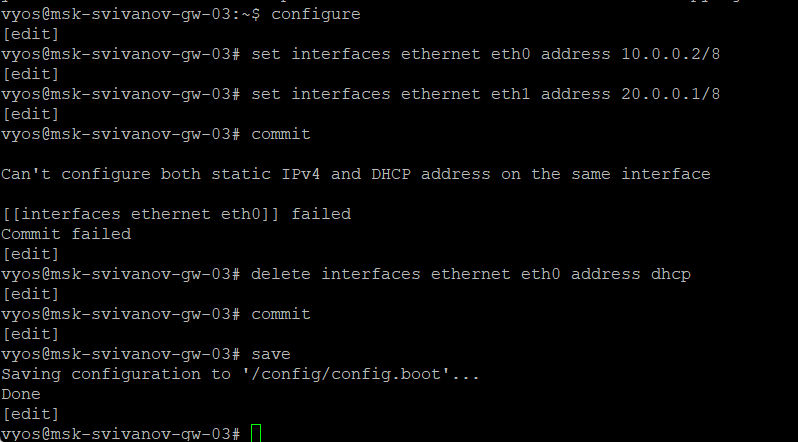 vyos@msk-svivanov-gw-03:~$ configure
[edit]
vyos@msk-svivanov-gw-03# set interfaces ethernet eth0 address 10.0.0.2/8
[edit]
vyos@msk-svivanov-gw-03# set interfaces ethernet eth1 address 20.0.0.1/8
[edit]
vyos@msk-svivanov-gw-03# commit

Can't configure both static IPv4 and DHCP address on the same interface

[[interfaces ethernet eth0]] failed
Commit failed
[edit]
vyos@msk-svivanov-gw-03# delete interfaces ethernet eth0 address dhcp
[edit]
vyos@msk-svivanov-gw-03# commit
[edit]
vyos@msk-svivanov-gw-03# save
Saving configuration to '/config/config.boot'...
Done
[edit]
vyos@msk-svivanov-gw-03#